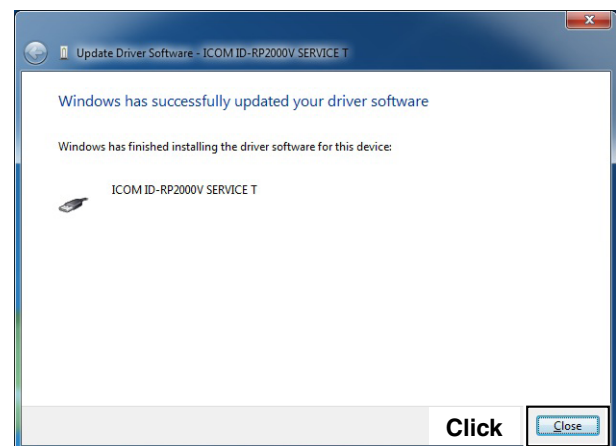 Update Driver Software - ICOM ID-RP2000V SERVICE T
Windows has successfully updated your driver software
Windows has finished installing the driver software for this device:
ICOM ID-RP2000V SERVICE T
Click
Close